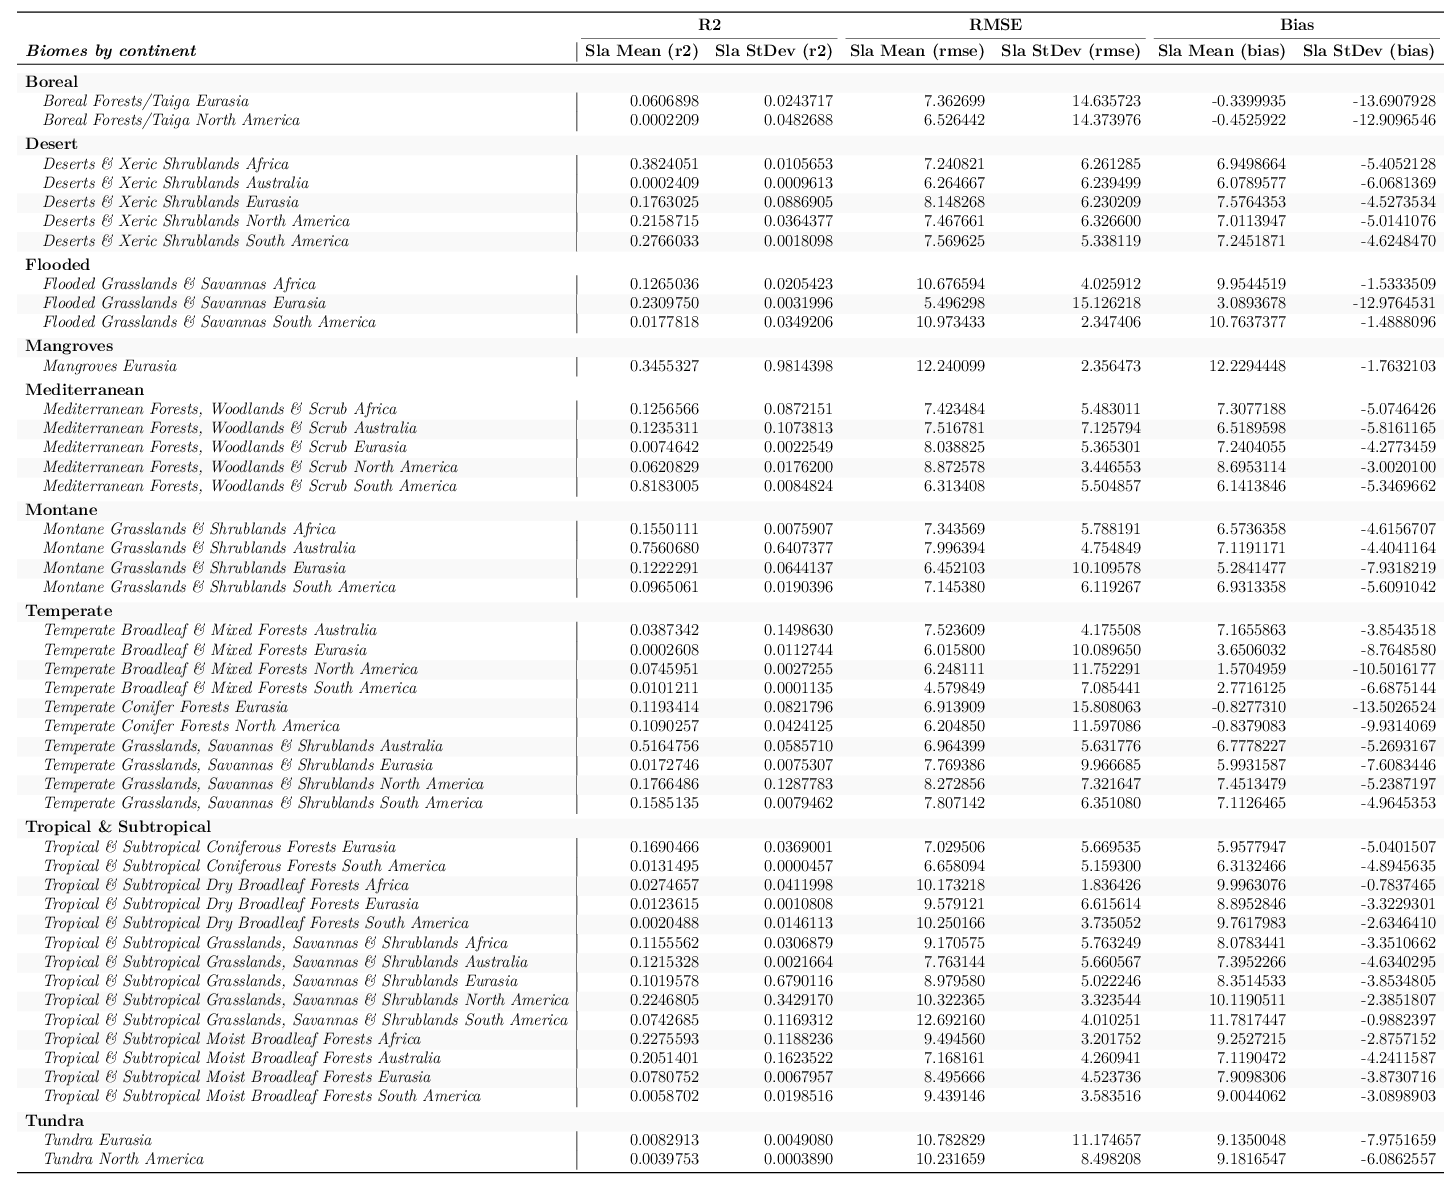 R2 RMSE Bias
Biomes by continent Sla Mean (r2) Sla StDev (r2) Sla Mean (rmse) Sla StDev (rmse) Sla Mean (bias) Sla StDev (bias)
Boreal
Boreal Forests/Taiga Eurasia 0.0606898 0.0243717 7.362699 14.635723 -0.3399935 -13.6907928
Boreal Forests/Taiga North America 0.0002209 0.0482688 6.526442 14.373976 -0.4525922 -12.9096546
Desert
Deserts & Xeric Shrublands Africa 0.3824051 0.0105653 7.240821 6.261285 6.9498664 -5.4052128
Deserts & Xeric Shrublands Australia 0.0002409 0.0009613 6.264667 6.239499 6.0789577 -6.0681369
Deserts & Xeric Shrublands Eurasia 0.1763025 0.0886905 8.148268 6.230209 7.5764353 -4.5273534
Deserts & Xeric Shrublands North America 0.2158715 0.0364377 7.467661 6.326600 7.0113947 -5.0141076
Deserts & Xeric Shrublands South America 0.2766033 0.0018098 7.569625 5.338119 7.2451871 -4.6248470
Flooded
Flooded Grasslands & Savannas Africa 0.1265036 0.0205423 10.676594 4.025912 9.9544519 -1.5333509
Flooded Grasslands & Savannas Eurasia 0.2309750 0.0031996 5.496298 15.126218 3.0893678 -12.9764531
Flooded Grasslands & Savannas South America 0.0177818 0.0349206 10.973433 2.347406 10.7637377 -1.4888096
Mangroves
Mangroves Eurasia 0.3455327 0.9814398 12.240099 2.356473 12.2294448 -1.7632103
Mediterranean
Mediterranean Forests, Woodlands & Scrub Africa 0.1256566 0.0872151 7.423484 5.483011 7.3077188 -5.0746426
Mediterranean Forests, Woodlands & Scrub Australia 0.1235311 0.1073813 7.516781 7.125794 6.5189598 -5.8161165
Mediterranean Forests, Woodlands & Scrub Eurasia 0.0074642 0.0022549 8.038825 5.365301 7.2404055 -4.2773459
Mediterranean Forests, Woodlands & Scrub North America 0.0620829 0.0176200 8.872578 3.446553 8.6953114 -3.0020100
Mediterranean Forests, Woodlands & Scrub South America 0.8183005 0.0084824 6.313408 5.504857 6.1413846 -5.3469662
Montane
Montane Grasslands & Shrublands Africa 0.1550111 0.0075907 7.343569 5.788191 6.5736358 -4.6156707
Montane Grasslands & Shrublands Australia 0.7560680 0.6407377 7.996394 4.754849 7.1191171 -4.4041164
Montane Grasslands & Shrublands Eurasia 0.1222291 0.0644137 6.452103 10.109578 5.2841477 -7.9318219
Montane Grasslands & Shrublands South America 0.0965061 0.0190396 7.145380 6.119267 6.9313358 -5.6091042
Temperate
Temperate Broadleaf & Mixed Forests Australia 0.0387342 0.1498630 7.523609 4.175508 7.1655863 -3.8543518
Temperate Broadleaf & Mixed Forests Eurasia 0.0002608 0.0112744 6.015800 10.089650 3.6506032 -8.7648580
Temperate Broadleaf & Mixed Forests North America 0.0745951 0.0027255 6.248111 11.752291 1.5704959 -10.5016177
Temperate Broadleaf & Mixed Forests South America 0.0101211 0.0001135 4.579849 7.085441 2.7716125 -6.6875144
Temperate Conifer Forests Eurasia 0.1193414 0.0821796 6.913909 15.808063 -0.8277310 -13.5026524
Temperate Conifer Forests North America 0.1090257 0.0424125 6.204850 11.597086 -0.8379083 -9.9314069
Temperate Grasslands, Savannas & Shrublands Australia 0.5164756 0.0585710 6.964399 5.631776 6.7778227 -5.2693167
Temperate Grasslands, Savannas & Shrublands Eurasia 0.0172746 0.0075307 7.769386 9.966685 5.9931587 -7.6083446
Temperate Grasslands, Savannas & Shrublands North America 0.1766486 0.1287783 8.272856 7.321647 7.4513479 -5.2387197
Temperate Grasslands, Savannas & Shrublands South America 0.1585135 0.0079462 7.807142 6.351080 7.1126465 -4.9645353
Tropical & Subtropical
Tropical & Subtropical Coniferous Forests Eurasia 0.1690466 0.0369001 7.029506 5.669535 5.9577947 -5.0401507
Tropical & Subtropical Coniferous Forests South America 0.0131495 0.0000457 6.658094 5.159300 6.3132466 -4.8945635
Tropical & Subtropical Dry Broadleaf Forests Africa 0.0274657 0.0411998 10.173218 1.836426 9.9963076 -0.7837465
Tropical & Subtropical Dry Broadleaf Forests Eurasia 0.0123615 0.0010808 9.579121 6.615614 8.8952846 -3.3229301
Tropical & Subtropical Dry Broadleaf Forests South America 0.0020488 0.0146113 10.250166 3.735052 9.7617983 -2.6346410
Tropical & Subtropical Grasslands, Savannas & Shrublands Africa 0.1155562 0.0306879 9.170575 5.763249 8.0783441 -3.3510662
Tropical & Subtropical Grasslands, Savannas & Shrublands Australia 0.1215328 0.0021664 7.763144 5.660567 7.3952266 -4.6340295
Tropical & Subtropical Grasslands, Savannas & Shrublands Eurasia 0.1019578 0.6790116 8.979580 5.022246 8.3514533 -3.8534805
Tropical & Subtropical Grasslands, Savannas & Shrublands North America 0.2246805 0.3429170 10.322365 3.323544 10.1190511 -2.3851807
Tropical & Subtropical Grasslands, Savannas & Shrublands South America 0.0742685 0.1169312 12.692160 4.010251 11.7817447 -0.9882397
Tropical & Subtropical Moist Broadleaf Forests Africa 0.2275593 0.1188236 9.494560 3.201752 9.2527215 -2.8757152
Tropical & Subtropical Moist Broadleaf Forests Australia 0.2051401 0.1623522 7.168161 4.260941 7.1190472 -4.2411587
Tropical & Subtropical Moist Broadleaf Forests Eurasia 0.0780752 0.0067957 8.495666 4.523736 7.9098306 -3.8730716
Tropical & Subtropical Moist Broadleaf Forests South America 0.0058702 0.0198516 9.439146 3.583516 9.0044062 -3.0898903
Tundra
Tundra Eurasia 0.0082913 0.0049080 10.782829 11.174657 9.1350048 -7.9751659
Tundra North America 0.0039753 0.0003890 10.231659 8.498208 9.1816547 -6.0862557